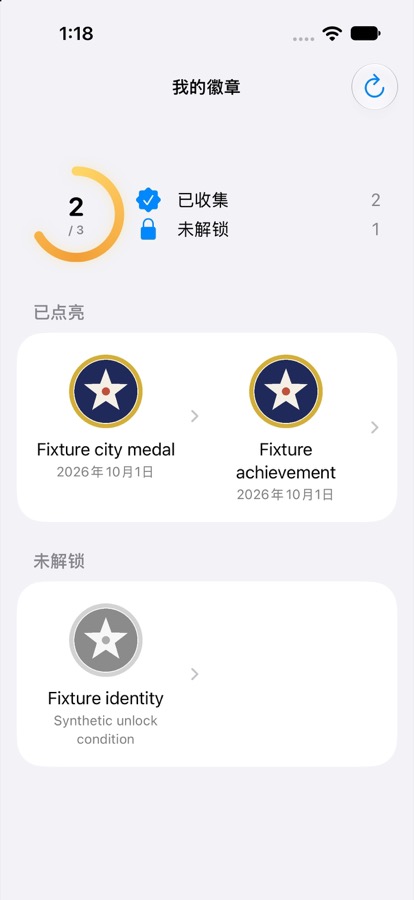 1:18
我的徽章
2
/ 3
已收集 2
未解锁 1
已点亮
Fixture city medal
2026年10月1日
Fixture
achievement
2026年10月1日
未解锁
Fixture identity
Synthetic unlock
condition